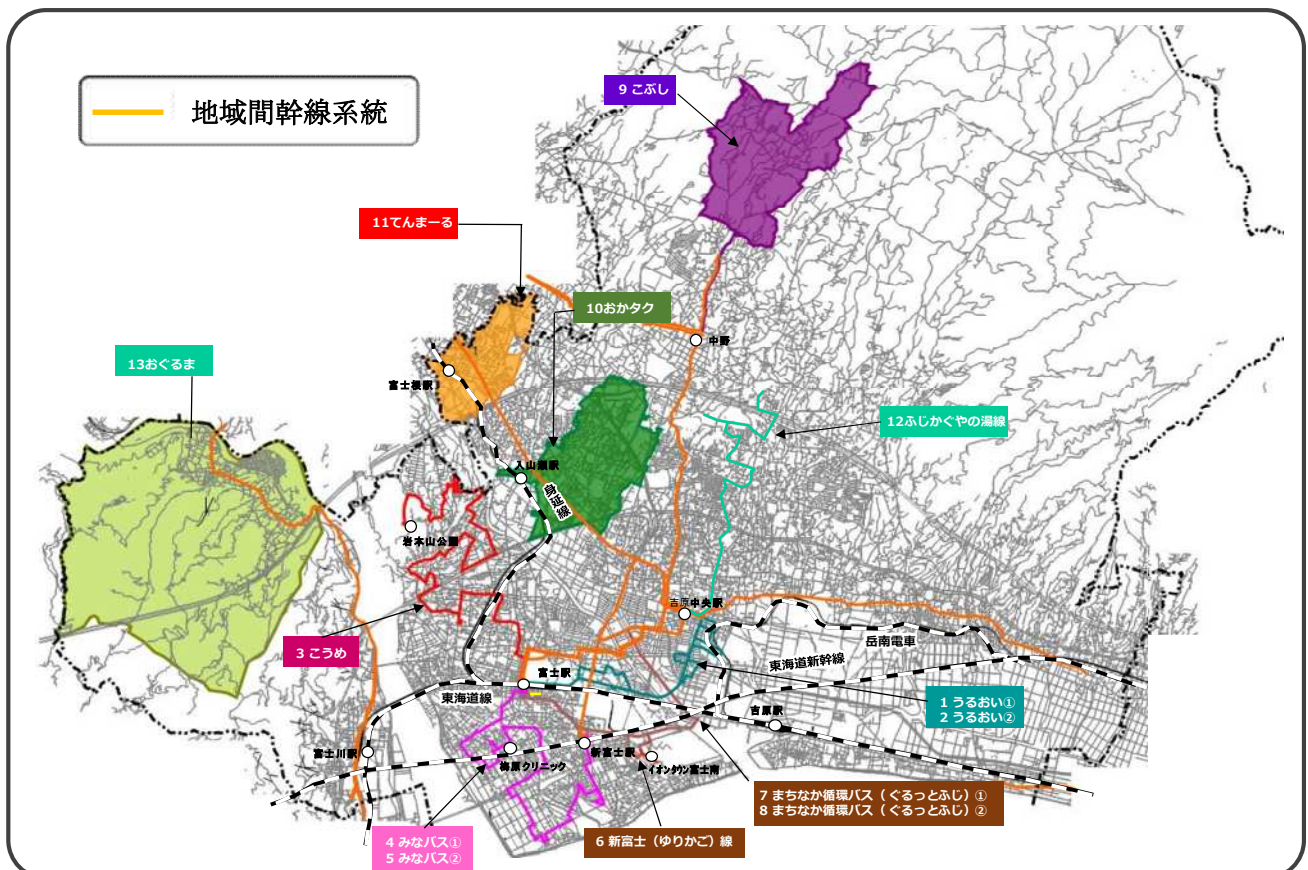 地域間幹線系統
9 こぶし
11てんまーる
10おかタク
13おぐるま
中野
富士根駅
12ふじかぐやの湯線
入山瀬駅
身延線
岩本山公園
吉原中央駅
3 こうめ
岳南電車
富士駅
東海道新幹線
東海道線
1 うるおい①
2 うるおい②
吉原駅
富士川駅
新富士駅
梅原クリニック
イオンタウン富士南
7 まちなか循環バス（ぐるっとふじ）①
8 まちなか循環バス（ぐるっとふじ）②
4 みなバス①
5 みなバス②
6 新富士（ゆりかご）線